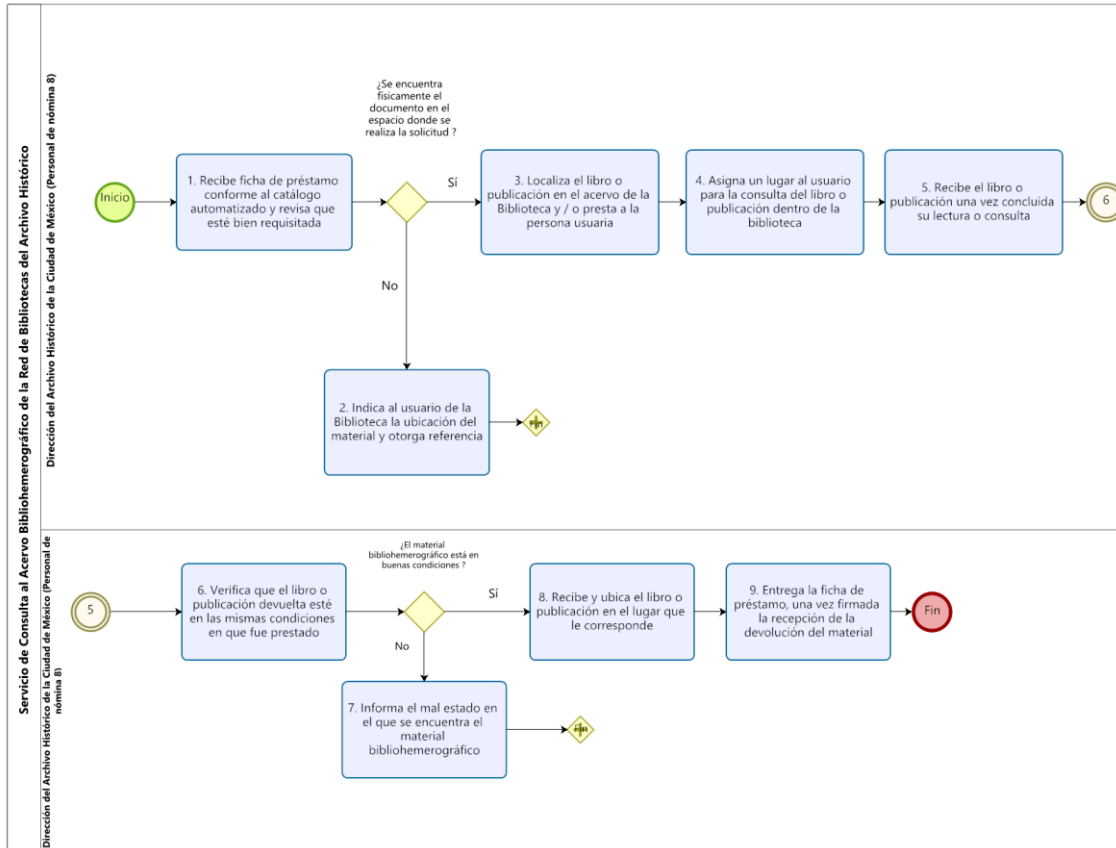 Servicio de Consulta al Acervo Bibliohemerográfico de la Red de Bibliotecas del Archivo Histórico
Dirección del Archivo Histórico de la Ciudad de México (Personal de nómina 8)
Inicio
1. Recibe ficha de préstamo
conforme al catálogo
automatizado y revisa que
esté bien requisitada
¿Se encuentra
fisicamente el
documento en el
espacio donde se
realiza la solicitud ?
Sí
3. Localiza el libro o
publicación en el acervo de la
Biblioteca y / o presta a la
persona usuaria
4. Asigna un lugar al usuario
para la consulta del libro o
publicación dentro de la
biblioteca
5. Recibe el libro o
publicación una vez concluida
su lectura o consulta
6
No
2. Indica al usuario de la
Biblioteca la ubicación del
material y otorga referencia
Fin
Dirección del Archivo Histórico de la Ciudad de México (Personal de
nómina 8)
5
6. Verifica que el libro o
publicación devuelta esté
en las mismas condiciones
en que fue prestado
¿El material
bibliohemerográfico está en
buenas condiciones ?
Sí
8. Recibe y ubica el libro o
publicación en el lugar que
le corresponde
9. Entrega la ficha de
préstamo, una vez firmada
la recepción de la
devolución del material
Fin
No
7. Informa el mal estado en
el que se encuentra el
material
bibliohemerográfico
Fin